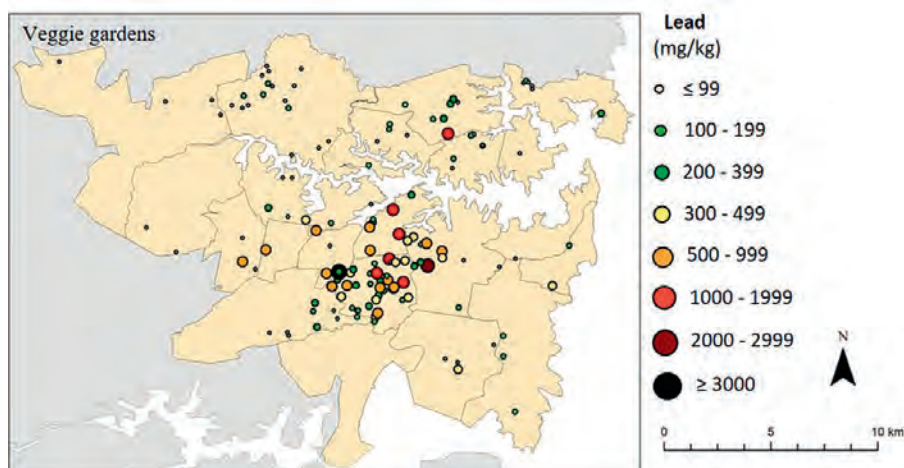 Veggie gardens
Lead
(mg/kg)
≤ 99
100 - 199
200 - 399
300 - 499
500 - 999
1000 - 1999
2000 - 2999
≥ 3000
N
0 5 10 km